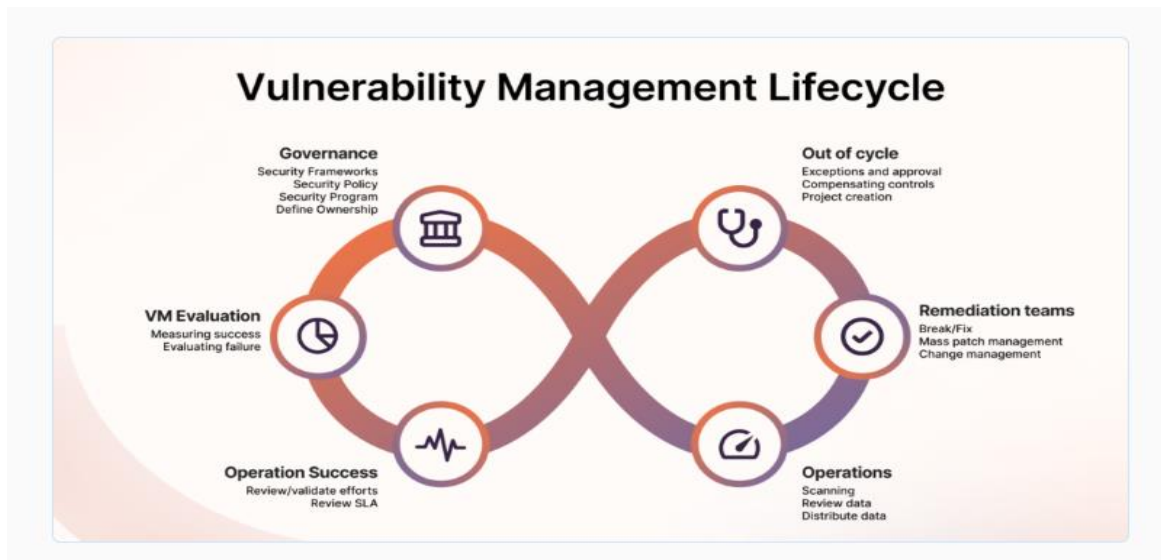 Vulnerability Management Lifecycle
Governance
Security Frameworks
Security Policy
Security Program
Define Ownership
Out of cycle
Exceptions and approval
Compensating controls
Project creation
VM Evaluation
Measuring success
Evaluating failure
Remediation teams
Break/Fix
Mass patch management
Change management
Operation Success
Review/validate efforts
Review SLA
Operations
Scanning
Review data
Distribute data